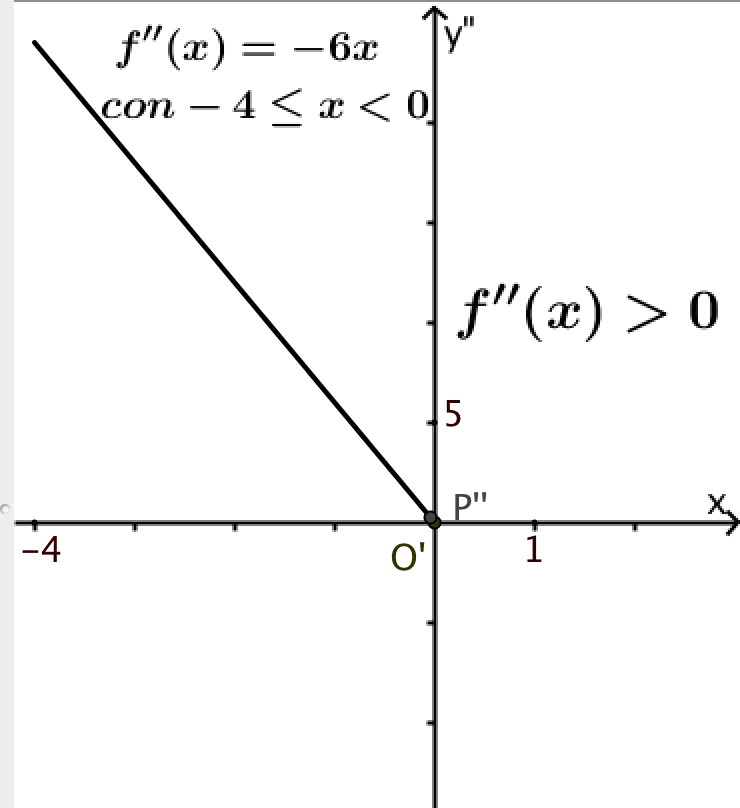 y"
f″(x) = −6x
con − 4 ≤ x < 0
f″(x) > 0
5
P"
x
−4
O'
1